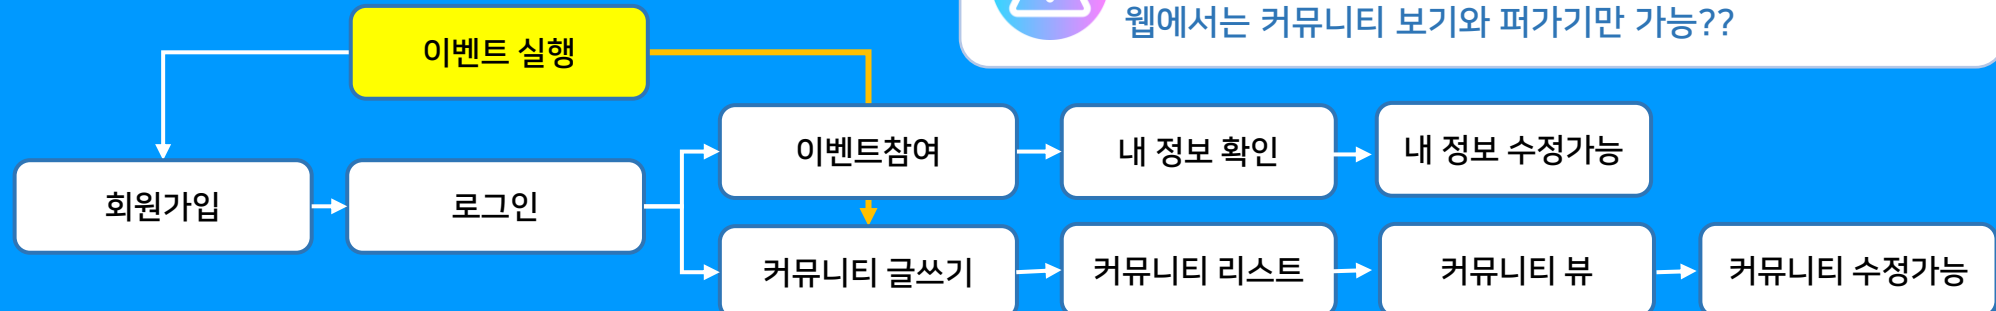 웹에서는 커뮤니티 보기와 퍼가기만 가능??
이벤트 실행
이벤트참여
내 정보 확인
내 정보 수정가능
회원가입
로그인
커뮤니티 글쓰기
커뮤니티 리스트
커뮤니티 뷰
커뮤니티 수정가능